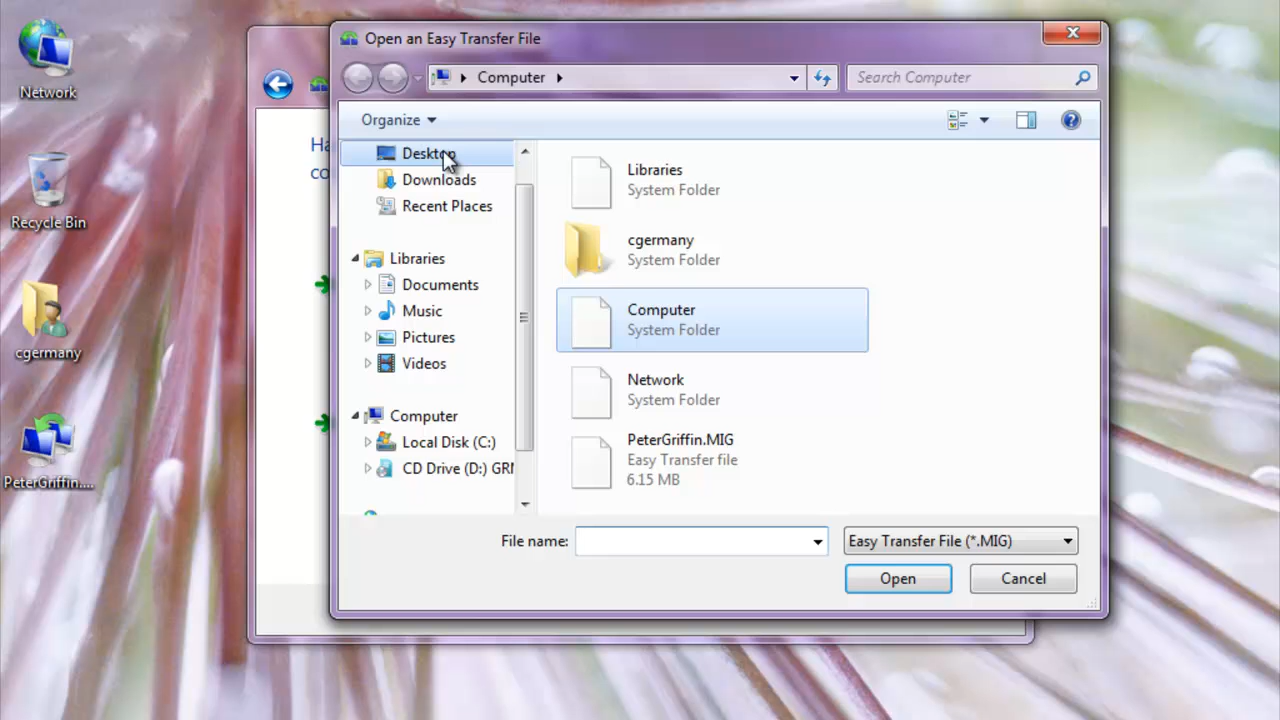 Network
Recycle Bin
cgermany
PeterGriffin....
Open an Easy Transfer File
Computer
Search Computer
Organize
Ha
co
Desktop
Downloads
Recent Places
Libraries
Documents
Music
Pictures
Videos
Computer
Local Disk (C:)
CD Drive (D:) GRM
Libraries
System Folder
cgermany
System Folder
Computer
System Folder
Network
System Folder
PeterGriffin.MIG
Easy Transfer file
6.15 MB
File name:
Easy Transfer File (*.MIG)
Open
Cancel